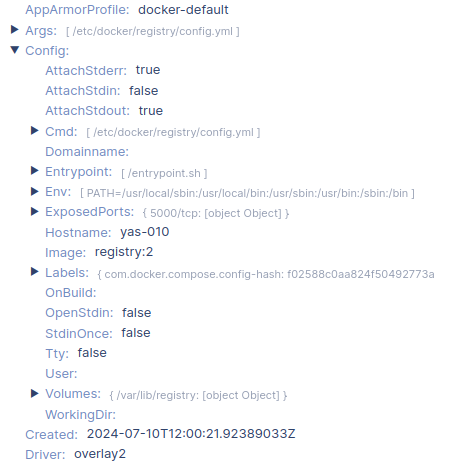 AppArmorProfile: docker-default
Args: [ /etc/docker/registry/config.yml ]
Config:
AttachStderr: true
AttachStdin: false
AttachStdout: true
Cmd: [ /etc/docker/registry/config.yml ]
Domainname:
Entrypoint: [ /entrypoint.sh ]
Env: [ PATH=/usr/local/sbin:/usr/local/bin:/usr/sbin:/usr/bin:/sbin:/bin ]
ExposedPorts: { 5000/tcp: [object Object] }
Hostname: yas-010
Image: registry:2
Labels: { com.docker.compose.config-hash: f02588c0aa824f50492773a
OnBuild:
OpenStdin: false
StdinOnce: false
Tty: false
User:
Volumes: { /var/lib/registry: [object Object] }
WorkingDir:
Created: 2024-07-10T12:00:21.92389033Z
Driver: overlay2